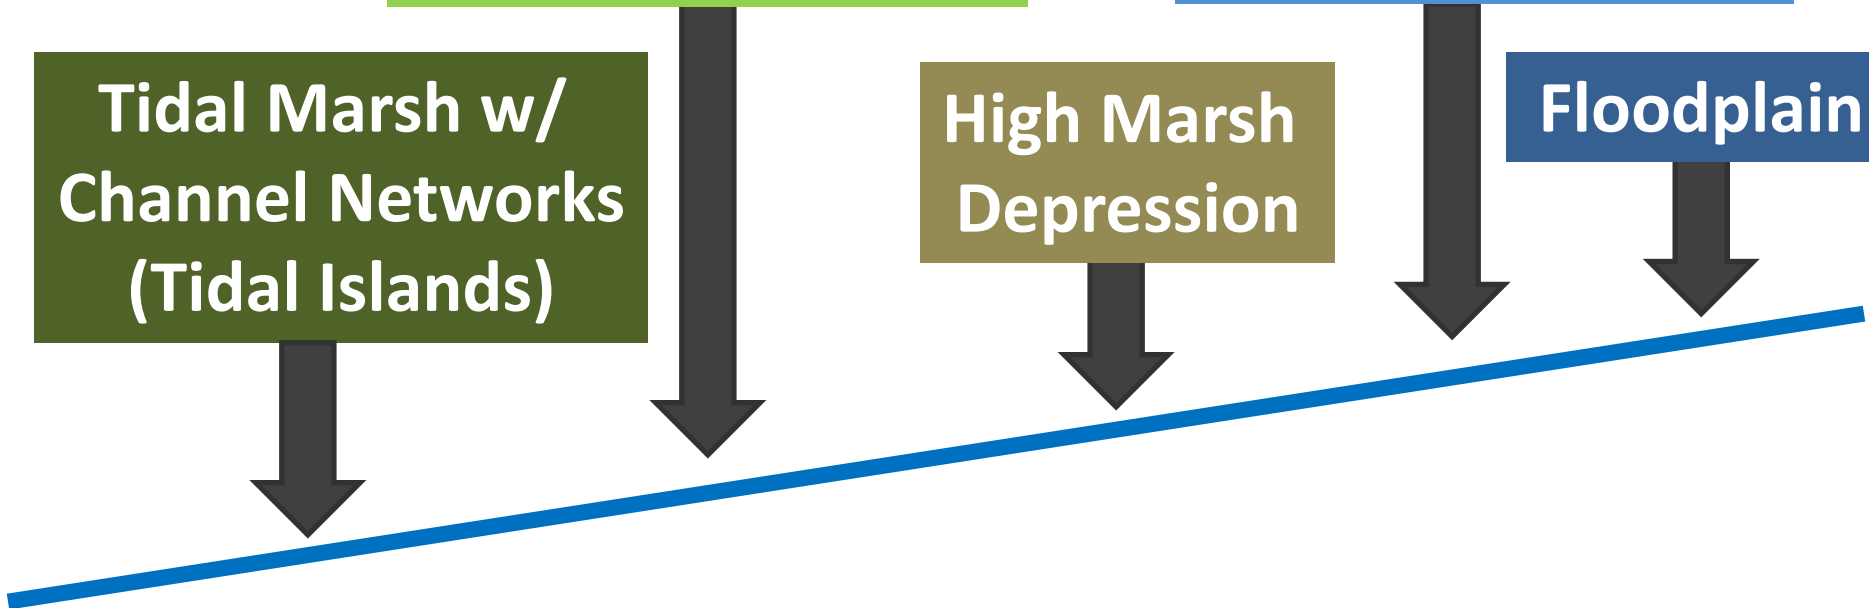 Tidal Marsh w/
Channel Networks
(Tidal Islands)
High Marsh
Depression
Floodplain